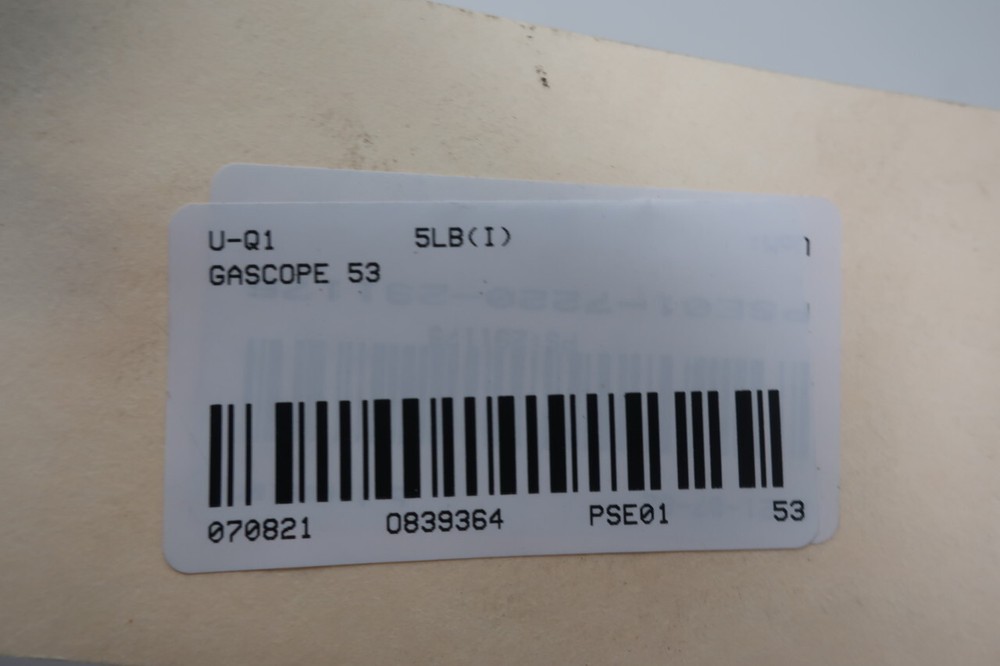 U-Q1 5LB(I)
GASCOPE 53
070821 0839364 PSE01 53